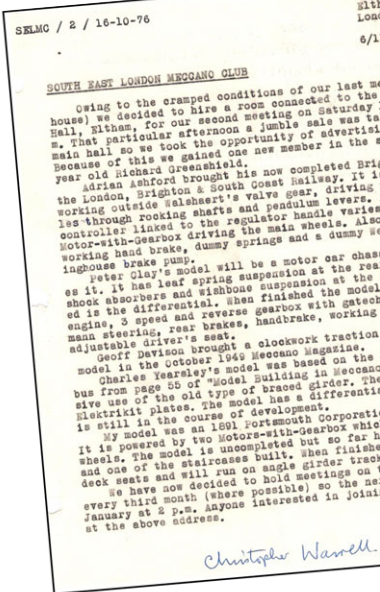 SELMC / 2 / 16-10-76
Elth
Lond
6/1
SOUTH EAST LONDON MECCANO CLUB
Owing to the cramped conditions of our last me
house) we decided to hire a room connected to the
Hall, Eltham, for our second meeting on Saturday
m. That particular afternoon a jumble sale was ta
main hall so we took the opportunity of advertisi
Because of this we gained one new member in the s
year old Richard Greenshield.
Adrian Ashford brought his now completed Brig
the London, Brighton & South Coast Railway. It i
working outside Walshaert's valve gear, driving
les through rocking shafts and pendulum levers.
controller linked to the regulator handle varies
Motor-with-Gearbox driving the main wheels. Also
working hand brake, dummy springs and a dummy We
inghouse brake pump.
Peter Clay's model will be a motor car chass
es it. It has leaf spring suspension at the rea
shock absorbers and wishbone suspension at the
ed is the differential. When finished the model
engine, 3 speed and reverse gearbox with gatech
mann steering, rear brakes, handbrake, working
adjustable driver's seat.
Geoff Davison brought a clockwork traction
model in the October 1949 Meccano Magazine.
Charles Yearsley's model was based on the
bus from page 55 of "Model Building in Meccano
sive use of the old type of braced girder. The
Elektrikit plates. The model has a differentia
is still in the course of development.
My model was an 1891 Portsmouth Corporatio
It is powered by two Motors-with-Gearbox whic
wheels. The model is uncompleted but so far h
and one of the staircases built. When finishe
deck seats and will run on angle girder track
We have now decided to hold meetings on t
every third month (where possible) so the ne
January at 2 p.m. Anyone interested in joini
at the above address.
Christopher Warrell.